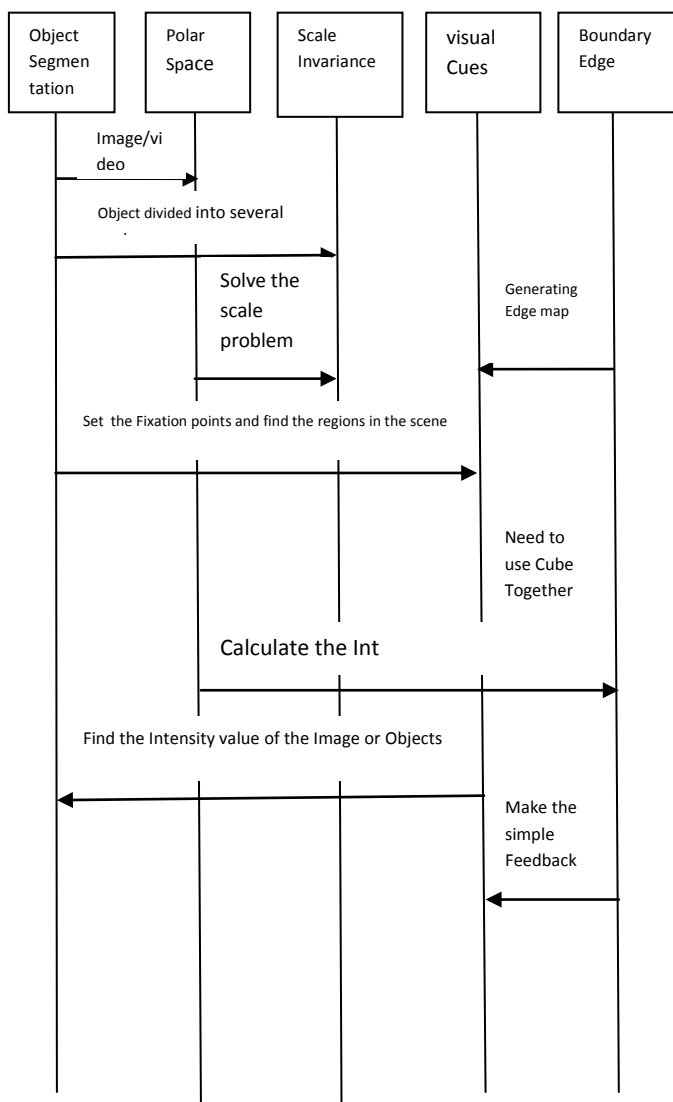 Object
Segmen
tation
Polar
Space
Scale
Invariance
visual
Cues
Boundary
Edge
Image/vi
deo
Object divided into several
Solve the
scale
problem
Generating
Edge map
Set the Fixation points and find the regions in the scene
Need to
use Cube
Together
Calculate the Int
Find the Intensity value of the Image or Objects
Make the
simple
Feedback